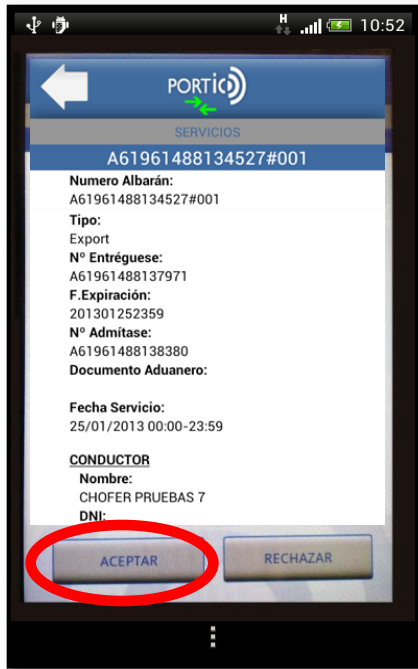 H
10:52
PORTIC
SERVICIOS
A61961488134527#001
Numero Albarán:
A61961488134527#001
Tipo:
Export
Nº Entréguese:
A61961488137971
F.Expiración:
201301252359
Nº Admítase:
A61961488138380
Documento Aduanero:
Fecha Servicio:
25/01/2013 00:00-23:59
CONDUCTOR
Nombre:
CHOFER PRUEBAS 7
DNI:
ACEPTAR
RECHAZAR